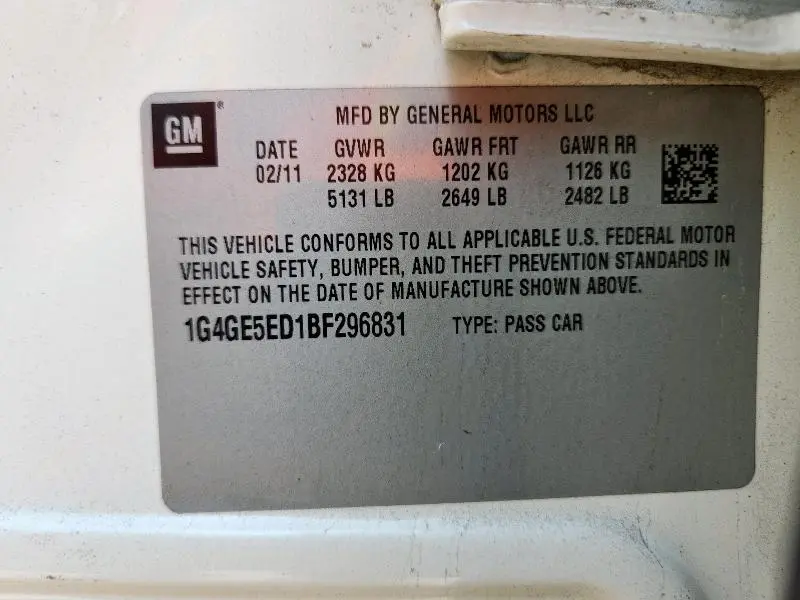 GM®
MFD BY GENERAL MOTORS LLC
DATE GVWR GAWR FRT GAWR RR
02/11 2328 KG 1202 KG 1126 KG
5131 LB 2649 LB 2482 LB
THIS VEHICLE CONFORMS TO ALL APPLICABLE U.S. FEDERAL MOTOR
VEHICLE SAFETY, BUMPER, AND THEFT PREVENTION STANDARDS IN
EFFECT ON THE DATE OF MANUFACTURE SHOWN ABOVE.
1G4GE5ED1BF296831 TYPE: PASS CAR